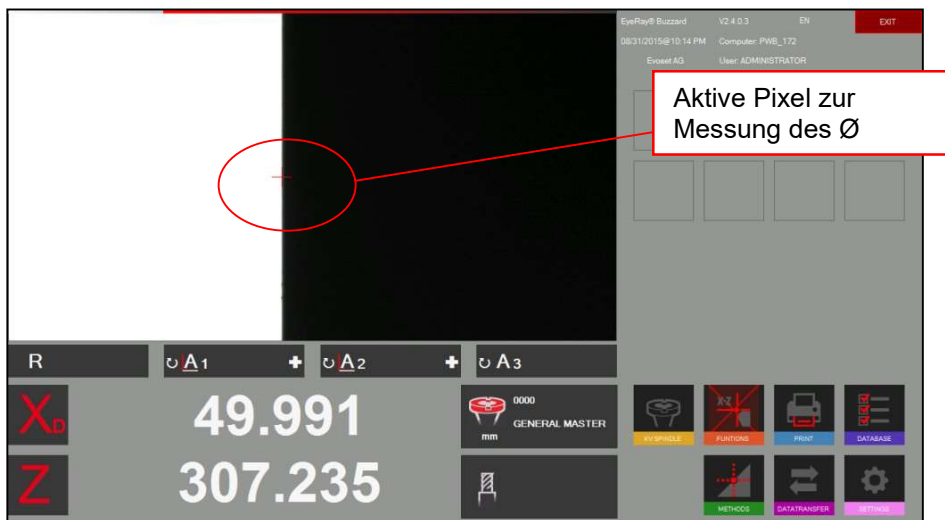 EyeRay® Buzzard V2.4.0.3 EN EXIT
08/31/2015@10:14 PM Computer: PWB_172
Evoset AG User: ADMINISTRATOR
Aktive Pixel zur
Messung des Ø
R
A1
A2
A3
XD 49.991
0000
GENERAL MASTER
mm
Z 307.235
X-Z
KV SPINDLE
FUNTIONS
PRINT
DATABASE
METHODS
DATATRANSFER
SETTINGS